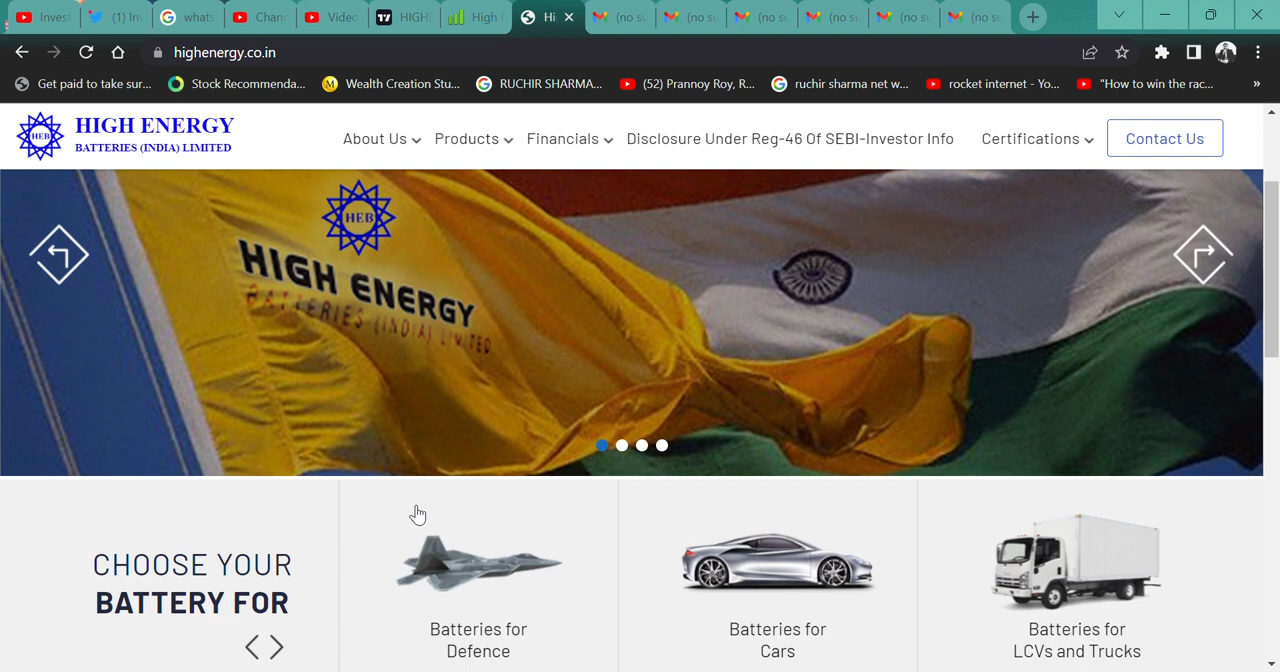 Invest
(1) In
whats
Chann
Video
HIGH
High
Hi
(no su
(no su
(no su
(no su
(no su
(no su
highenergy.co.in
Get paid to take sur...
Stock Recommenda...
Wealth Creation Stu...
RUCHIR SHARMA...
(52) Prannoy Roy, R...
ruchir sharma net w...
rocket internet - Yo...
"How to win the rac...
»
HEB
HIGH ENERGY
BATTERIES (INDIA) LIMITED
About Us
Products
Financials
Disclosure Under Reg-46 Of SEBI-Investor Info
Certifications
Contact Us
HEB
HIGH ENERGY
BATTERIES (INDIA) LIMITED
CHOOSE YOUR
BATTERY FOR
Batteries for
Defence
Batteries for
Cars
Batteries for
LCVs and Trucks